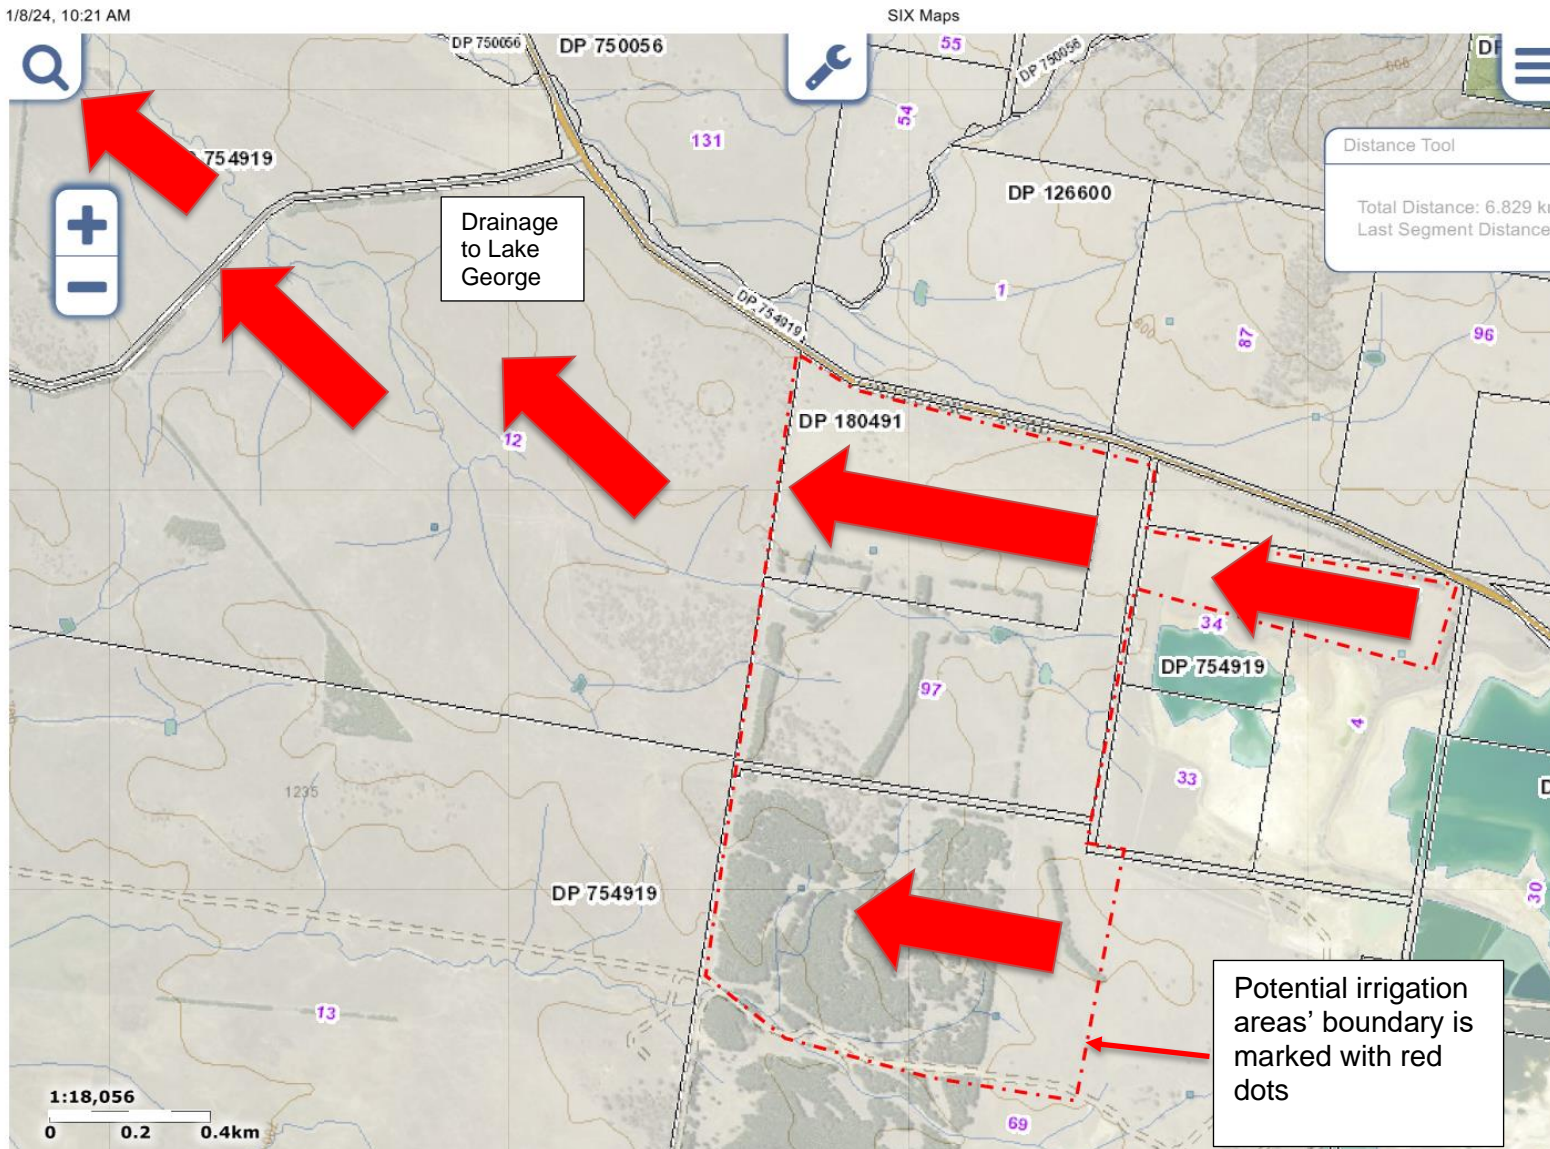 1/8/24, 10:21 AM
SIX Maps
DP 750056
DP 750056
55
DP 750056
606
54
131
Distance Tool
754919
DP 126600
Total Distance: 6.829 k
Last Segment Distance
Drainage
to Lake
George
1
DP 754919
600
87
96
DP 180491
12
34
DP 754919
97
4
33
1235
DP 754919
30
13
Potential irrigation
areas’ boundary is
marked with red
dots
69
1:18,056
0
0.2
0.4km